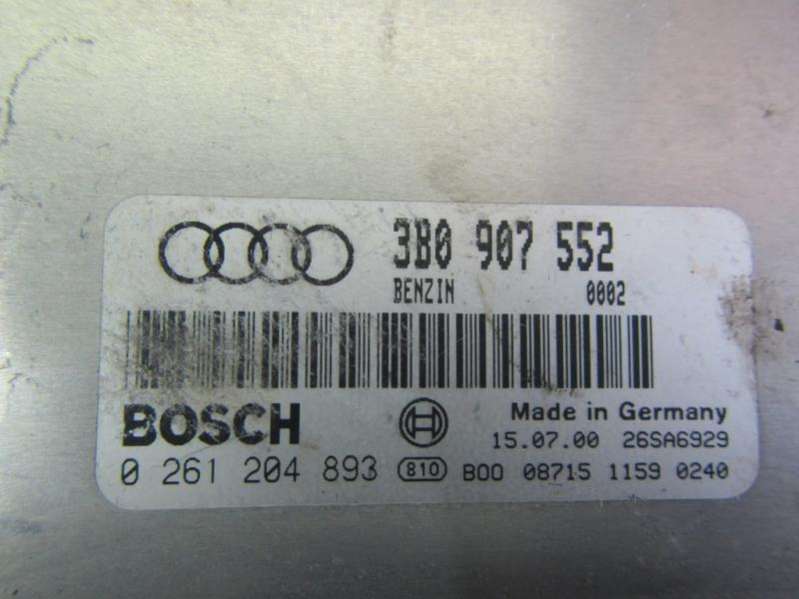 3B0 907 552
BENZIN 0002
BOSCH
Made in Germany
15.07.00 26SA6929
0 261 204 893 810 B00 08715 1159 0240